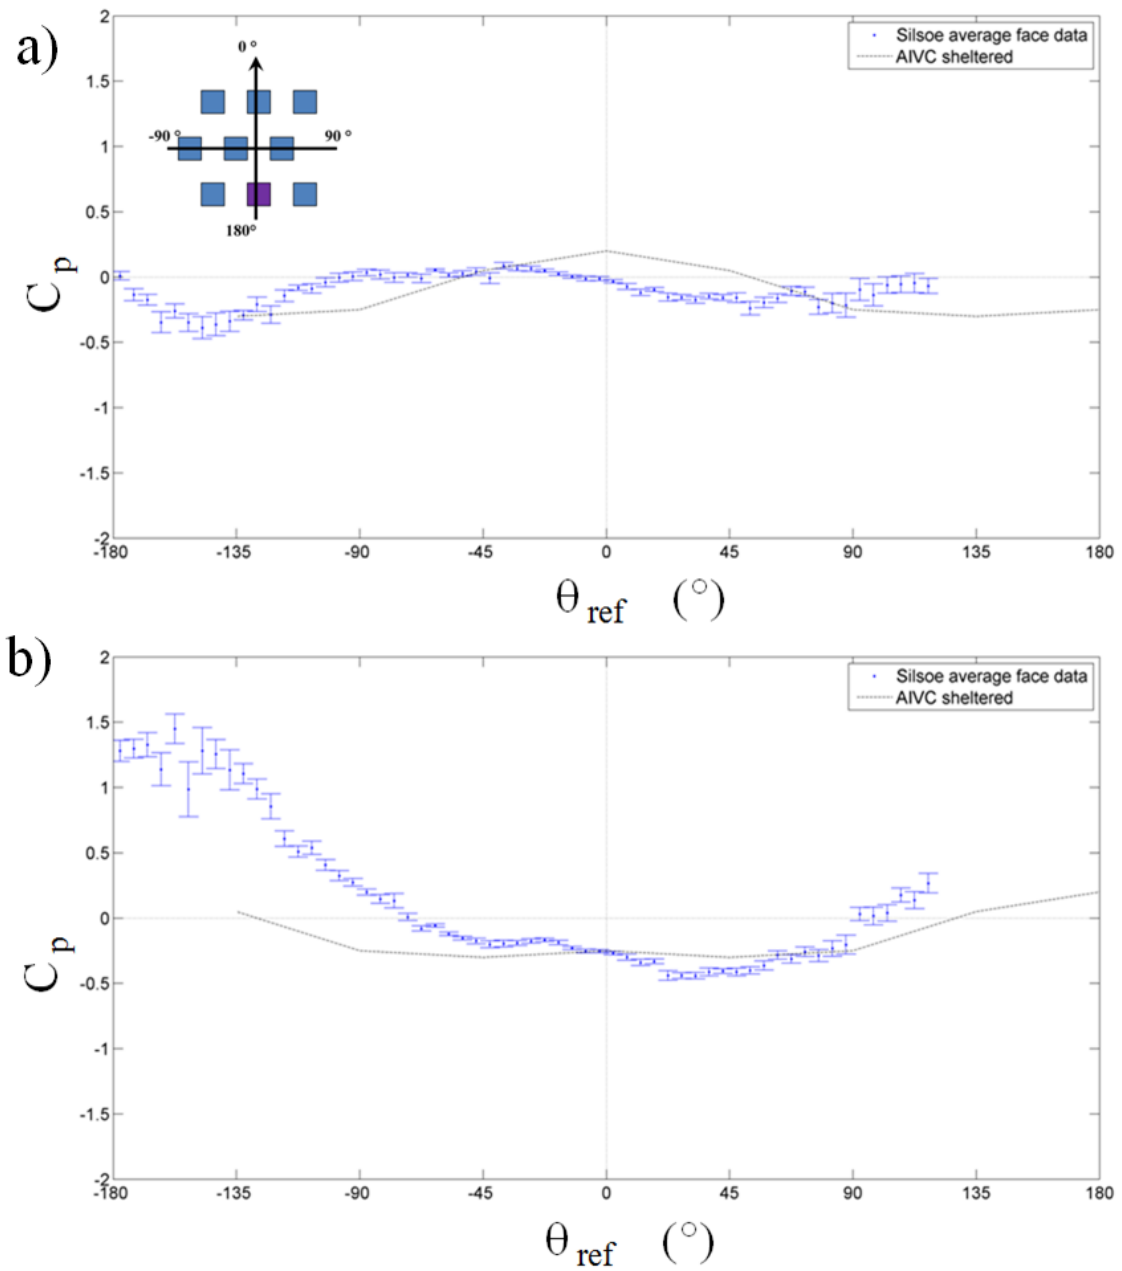 a)
2
1.5
1
0.5
0
-0.5
-1
-1.5
-2
C p
Silsoe average face data
AIVC sheltered
0 °
-90 °
90 °
180°
-180 -135 -90 -45 0 45 90 135 180
θ ref (°)
b)
2
1.5
1
0.5
0
-0.5
-1
-1.5
-2
C p
Silsoe average face data
AIVC sheltered
-180 -135 -90 -45 0 45 90 135 180
θ ref (°)